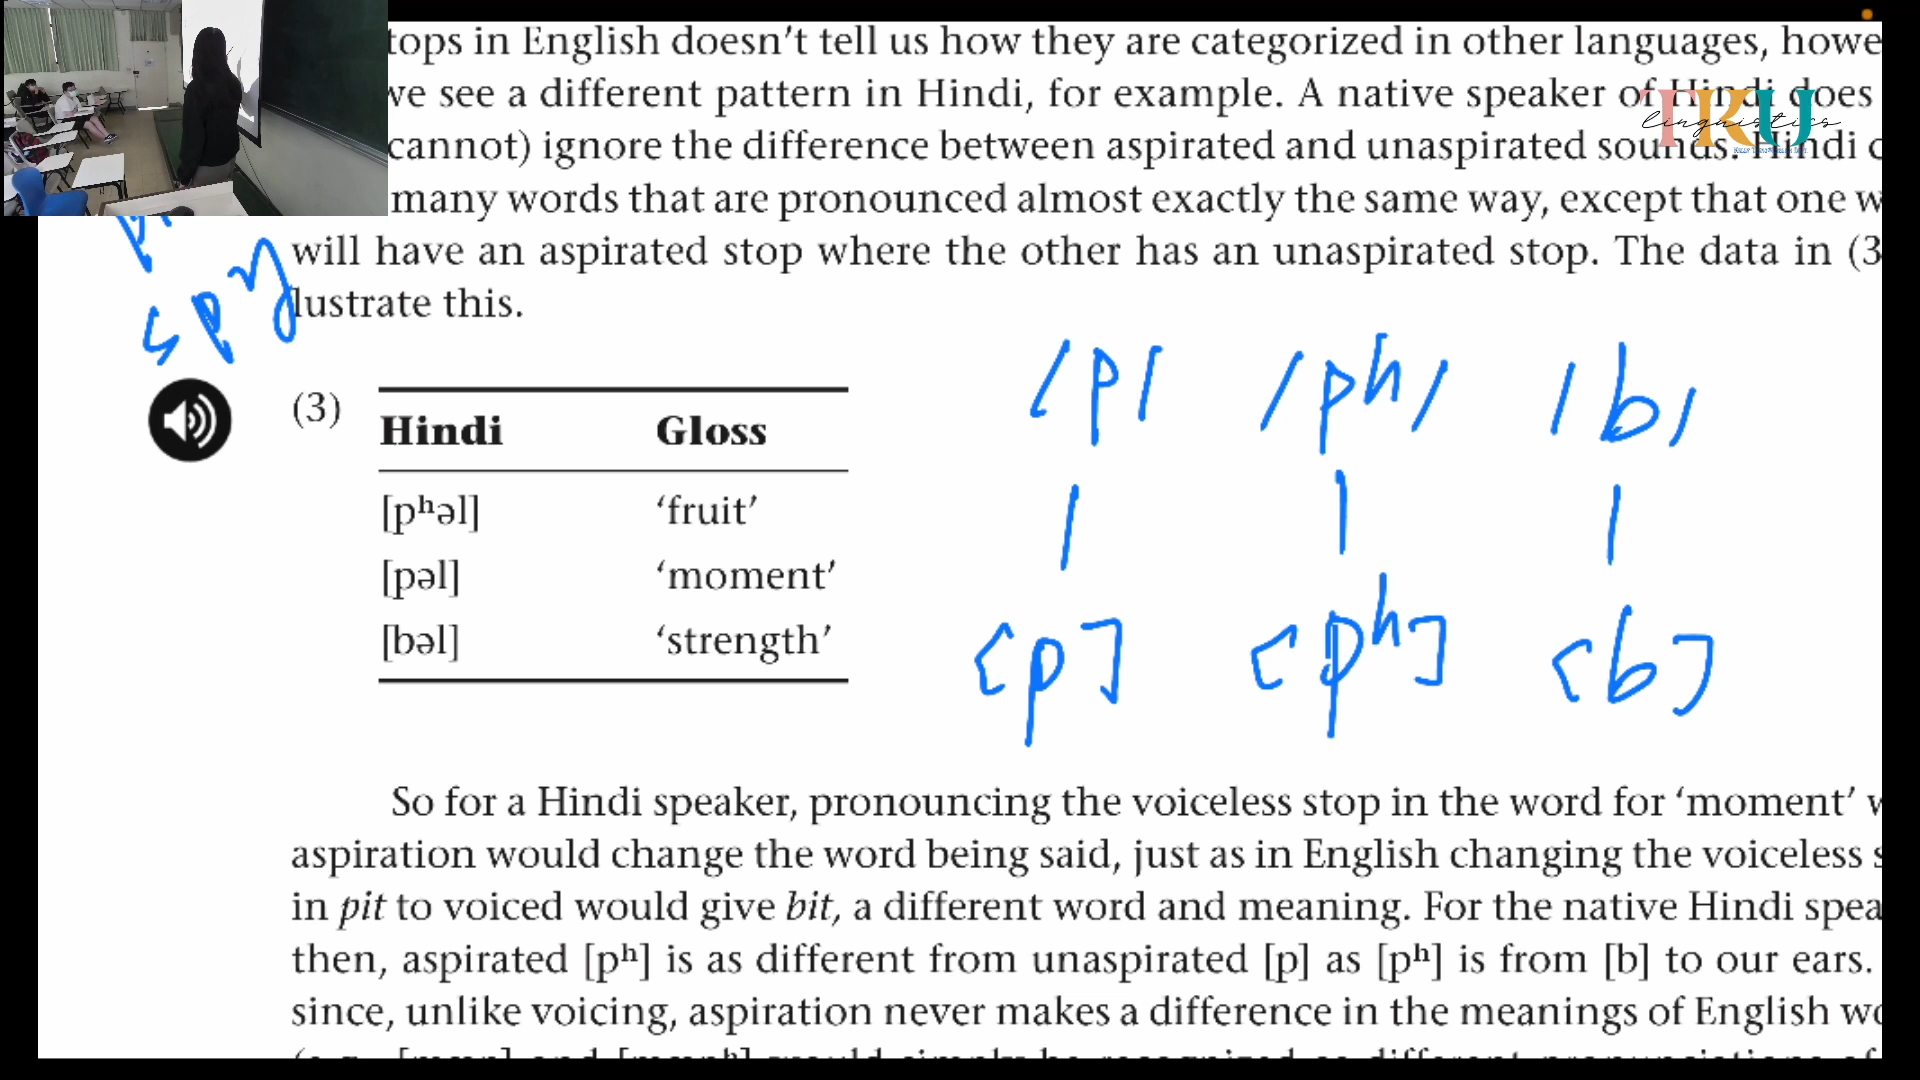 tops in English doesn't tell us how they are categorized in other languages, howe
we see a different pattern in Hindi, for example. A native speaker of Hindi does
cannot) ignore the difference between aspirated and unaspirated sounds. Hindi
many words that are pronounced almost exactly the same way, except that one w
will have an aspirated stop where the other has an unaspirated stop. The data in (3
lustrate this.
TKU
linguistics
spy
(3)
Hindi Gloss
[pʰəl] 'fruit'
[pəl] 'moment'
[bəl] 'strength'
/p/ /pʰ/ /b/
[p] [pʰ] [b]
So for a Hindi speaker, pronouncing the voiceless stop in the word for 'moment' w
aspiration would change the word being said, just as in English changing the voiceless s
in pit to voiced would give bit, a different word and meaning. For the native Hindi spea
then, aspirated [pʰ] is as different from unaspirated [p] as [pʰ] is from [b] to our ears.
since, unlike voicing, aspiration never makes a difference in the meanings of English wo